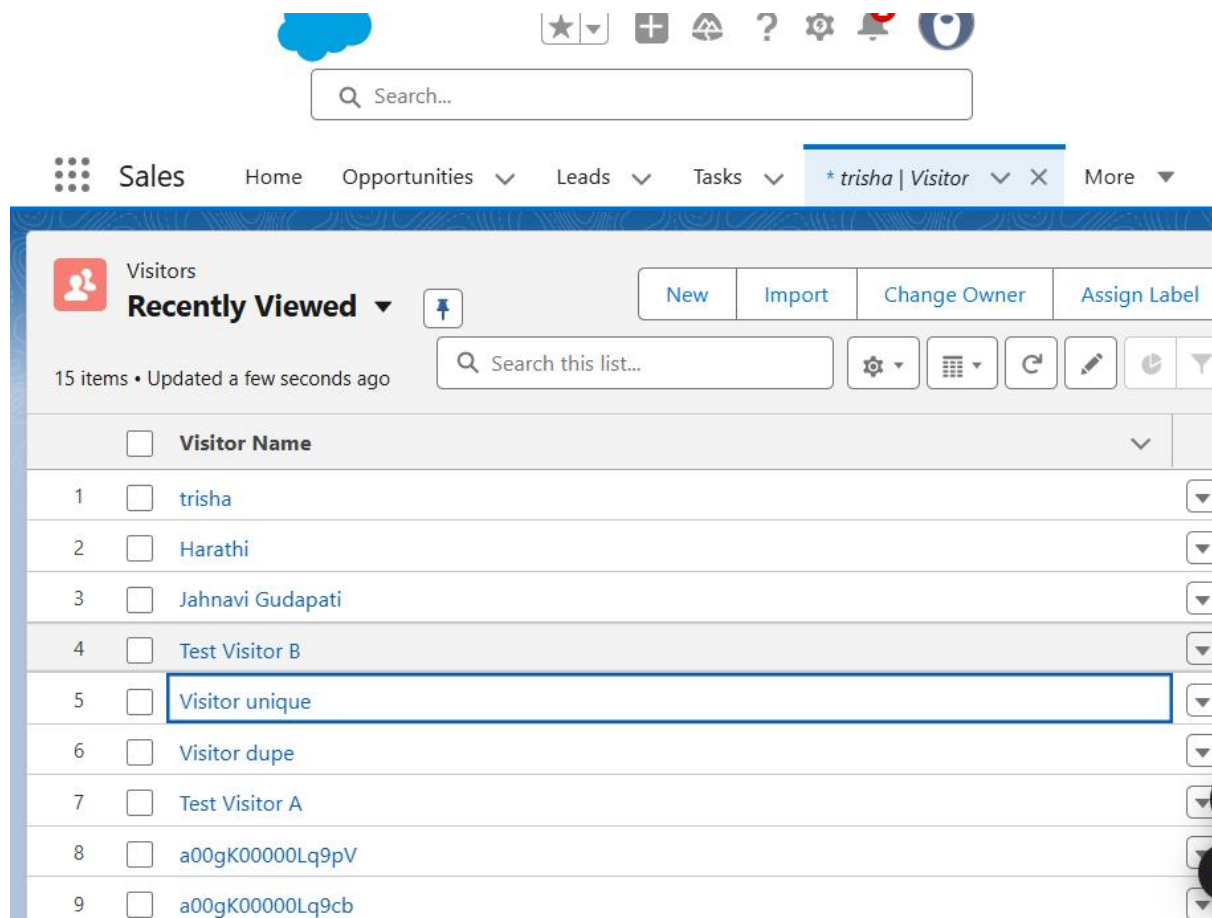 Search...
Sales Home Opportunities Leads Tasks * trisha | Visitor More
Visitors
Recently Viewed
New Import Change Owner Assign Label
15 items • Updated a few seconds ago
Search this list...
Visitor Name
1 trisha
2 Harathi
3 Jahnavi Gudapati
4 Test Visitor B
5 Visitor unique
6 Visitor dupe
7 Test Visitor A
8 a00gK00000Lq9pV
9 a00gK00000Lq9cb